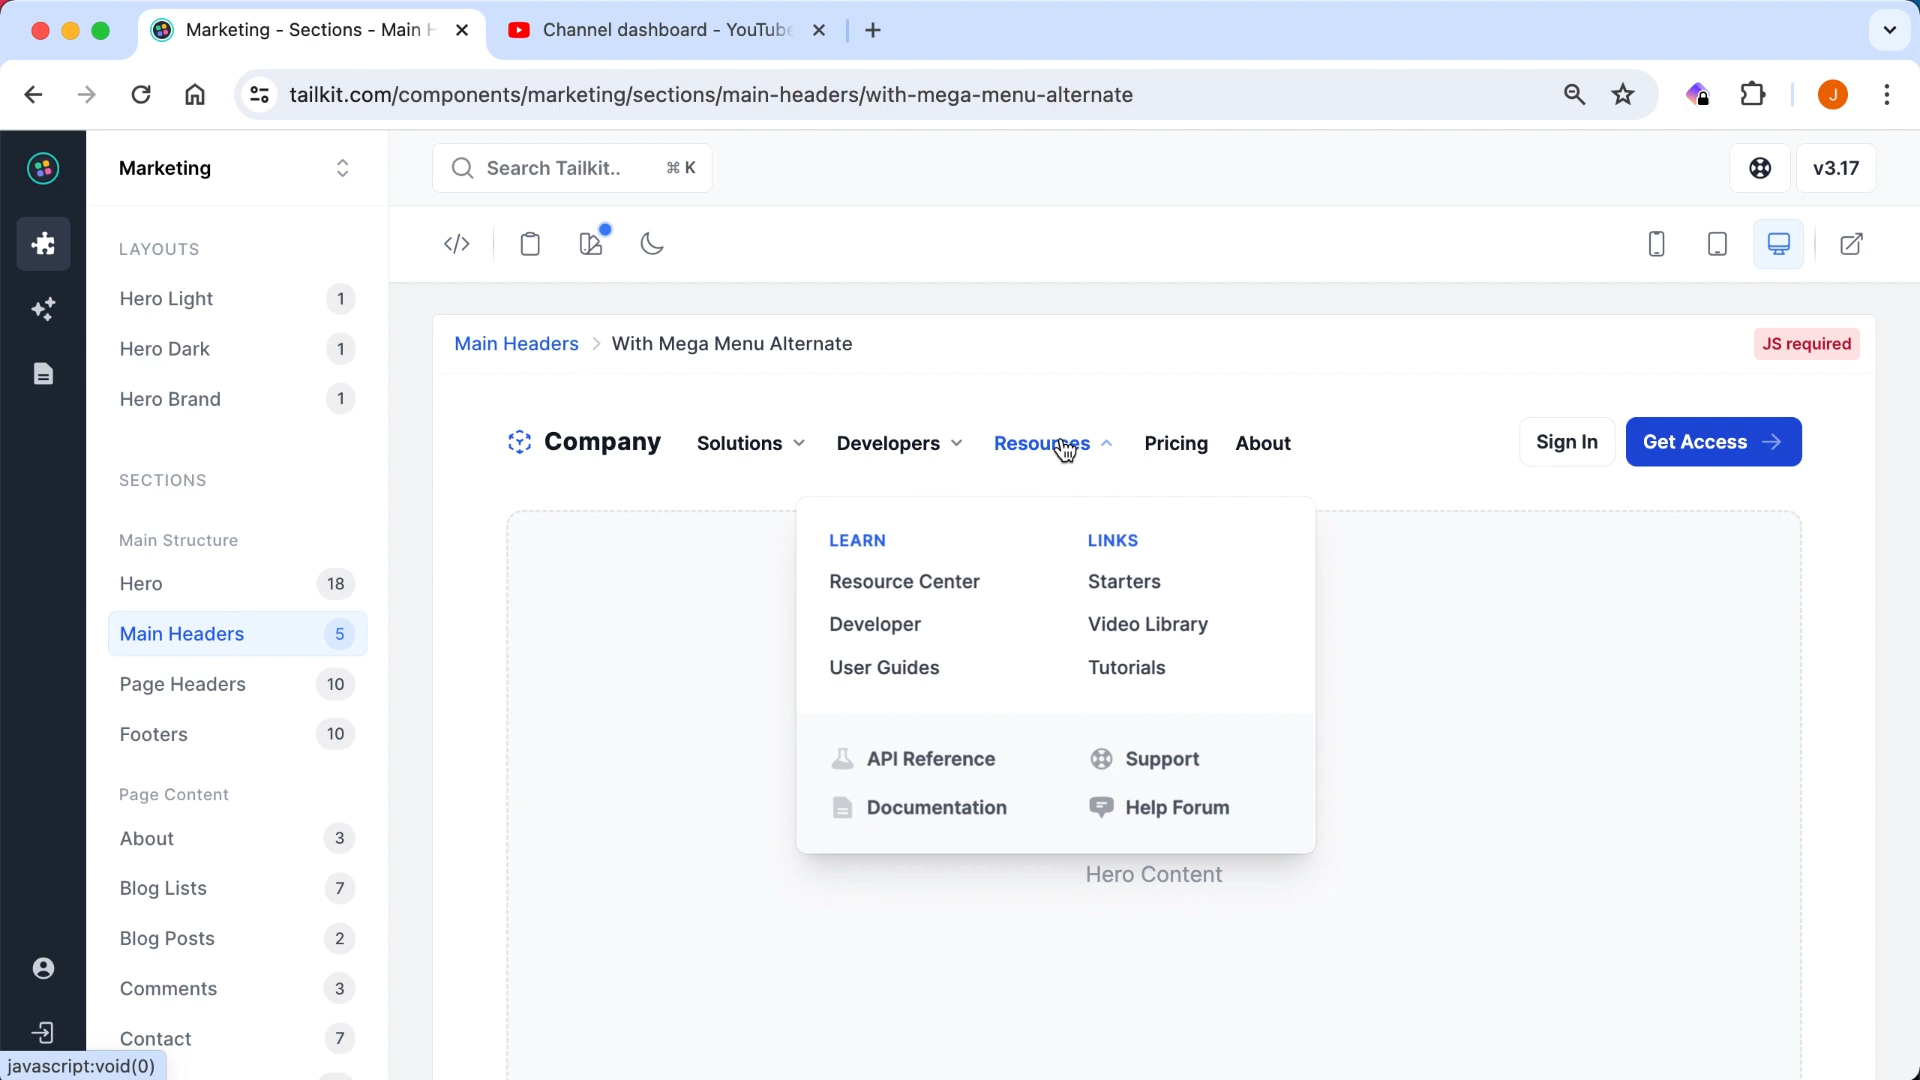 Marketing - Sections - Main H
Channel dashboard - YouTube
tailkit.com/components/marketing/sections/main-headers/with-mega-menu-alternate
J
Marketing
Search Tailkit..
⌘ K
v3.17
LAYOUTS
Hero Light 1
Hero Dark 1
Hero Brand 1
SECTIONS
Main Structure
Hero 18
Main Headers 5
Page Headers 10
Footers 10
Page Content
About 3
Blog Lists 7
Blog Posts 2
Comments 3
Contact 7
javascript:void(0)
Main Headers > With Mega Menu Alternate
JS required
Company
Solutions
Developers
Resources
Pricing
About
Sign In
Get Access
LEARN
Resource Center
Developer
User Guides
LINKS
Starters
Video Library
Tutorials
API Reference
Support
Documentation
Help Forum
Hero Content